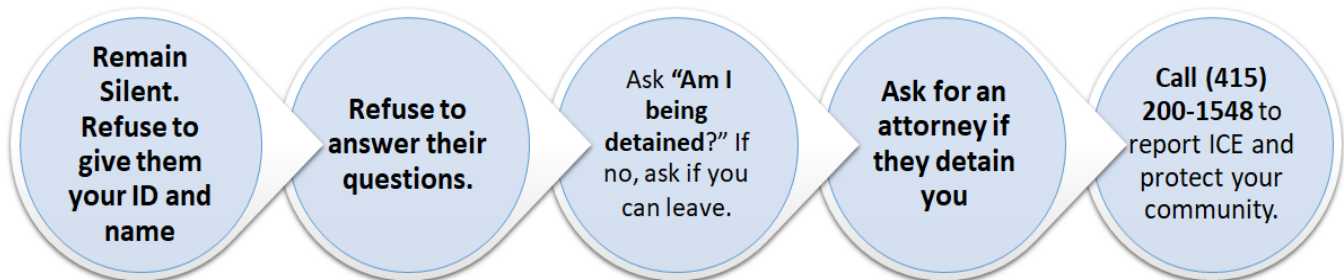 Remain
Silent.
Refuse to
give them
your ID and
name
Refuse to
answer their
questions.
Ask “Am I
being
detained?” If
no, ask if you
can leave.
Ask for an
attorney if
they detain
you
Call (415)
200-1548 to
report ICE and
protect your
community.